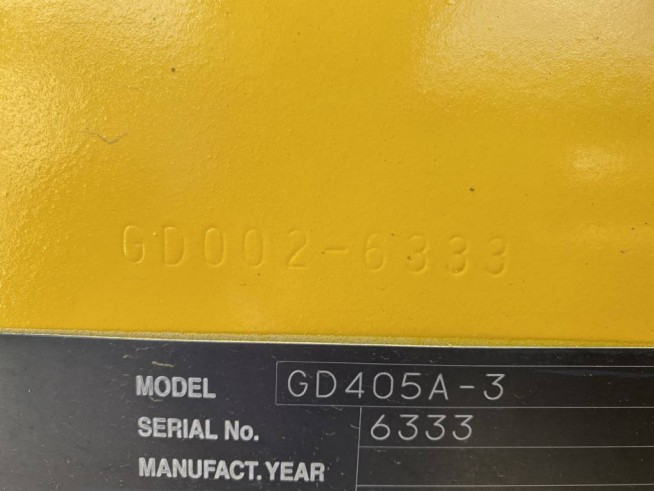 GD002-6333
MODEL GD405A-3
SERIAL No. 6333
MANUFACT.YEAR